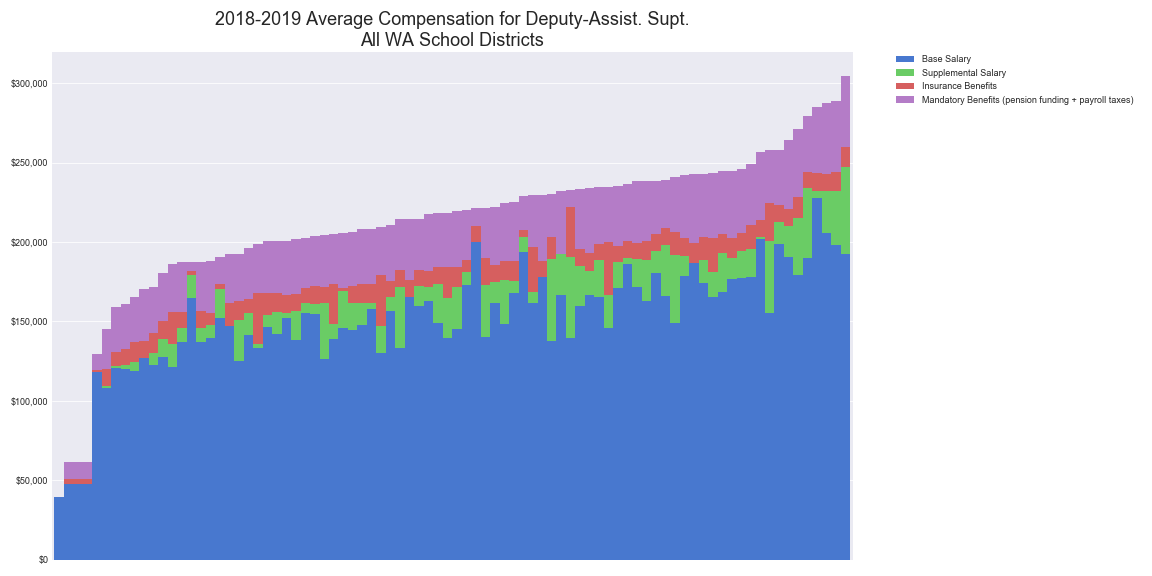 2018-2019 Average Compensation for Deputy-Assist. Supt.
All WA School Districts
Base Salary
Supplemental Salary
Insurance Benefits
Mandatory Benefits (pension funding + payroll taxes)
$300,000
$250,000
$200,000
$150,000
$100,000
$50,000
$0